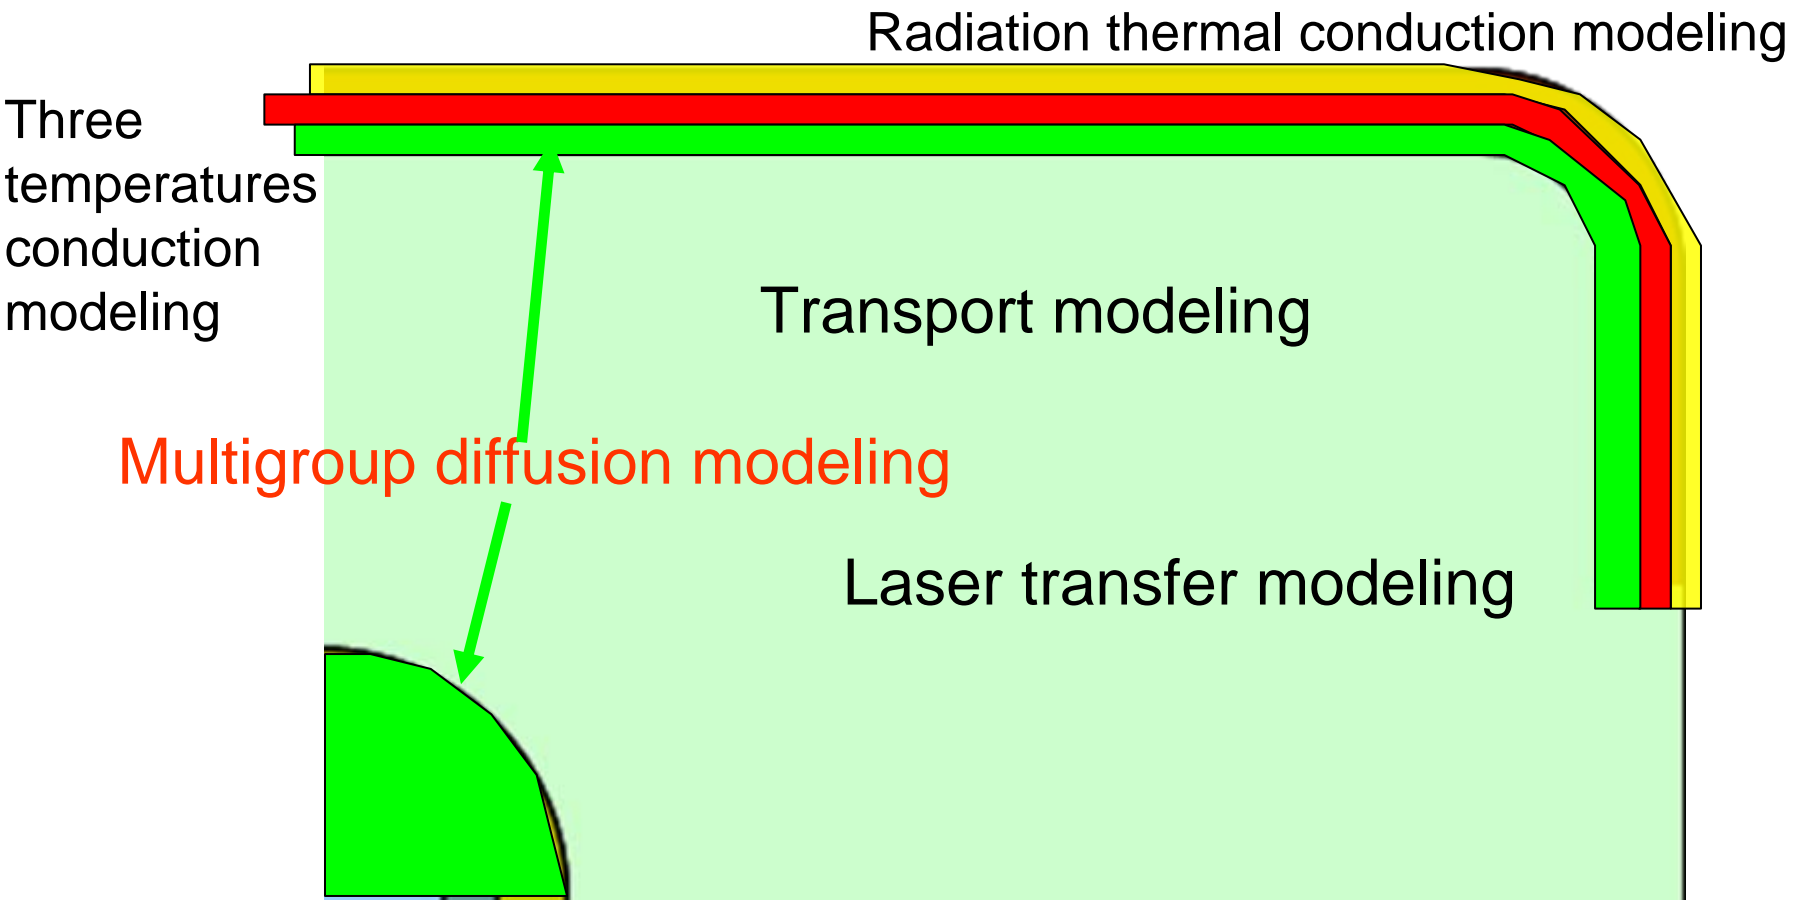 Radiation thermal conduction modeling
Three
temperatures
conduction
modeling
Transport modeling
Multigroup diffusion modeling
Laser transfer modeling